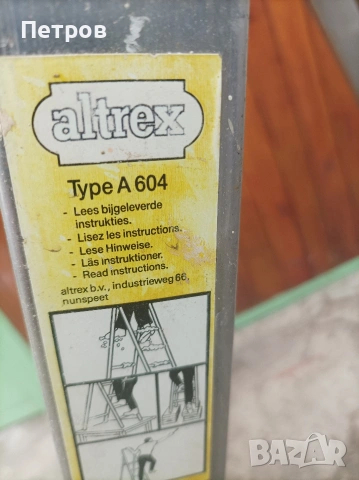 Петров
altrex
Type A 604
- Lees bijgeleverde
instrukties.
- Lisez les instructions.
- Lese Hinweise.
- Läs instruktioner.
- Read instructions.
altrex b.v., industrieweg 66,
nunspeet
BAZAR